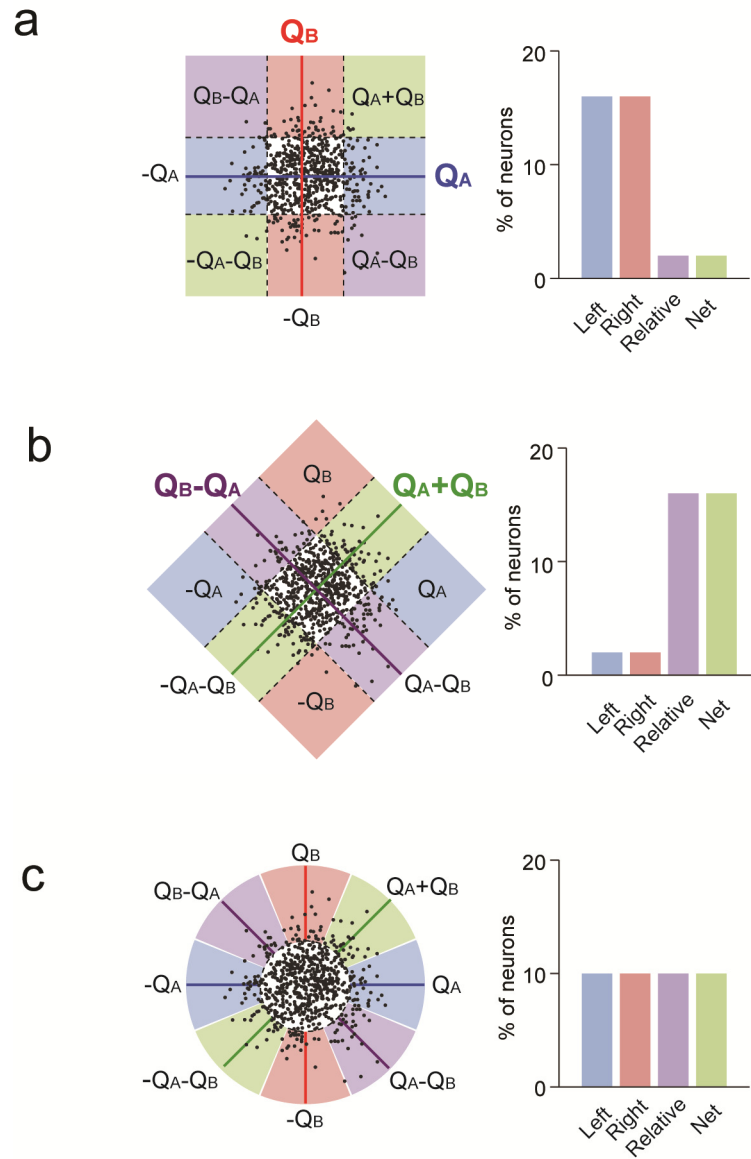 a
QB
QB-QA
QA+QB
-QA
QA
-QA-QB
QA-QB
-QB
% of neurons
20
10
0
Left
Right
Relative
Net
b
QB-QA
QB
QA+QB
-QA
QA
-QA-QB
-QB
QA-QB
% of neurons
20
10
0
Left
Right
Relative
Net
c
QB
QB-QA
QA+QB
-QA
QA
-QA-QB
QA-QB
-QB
% of neurons
20
10
0
Left
Right
Relative
Net